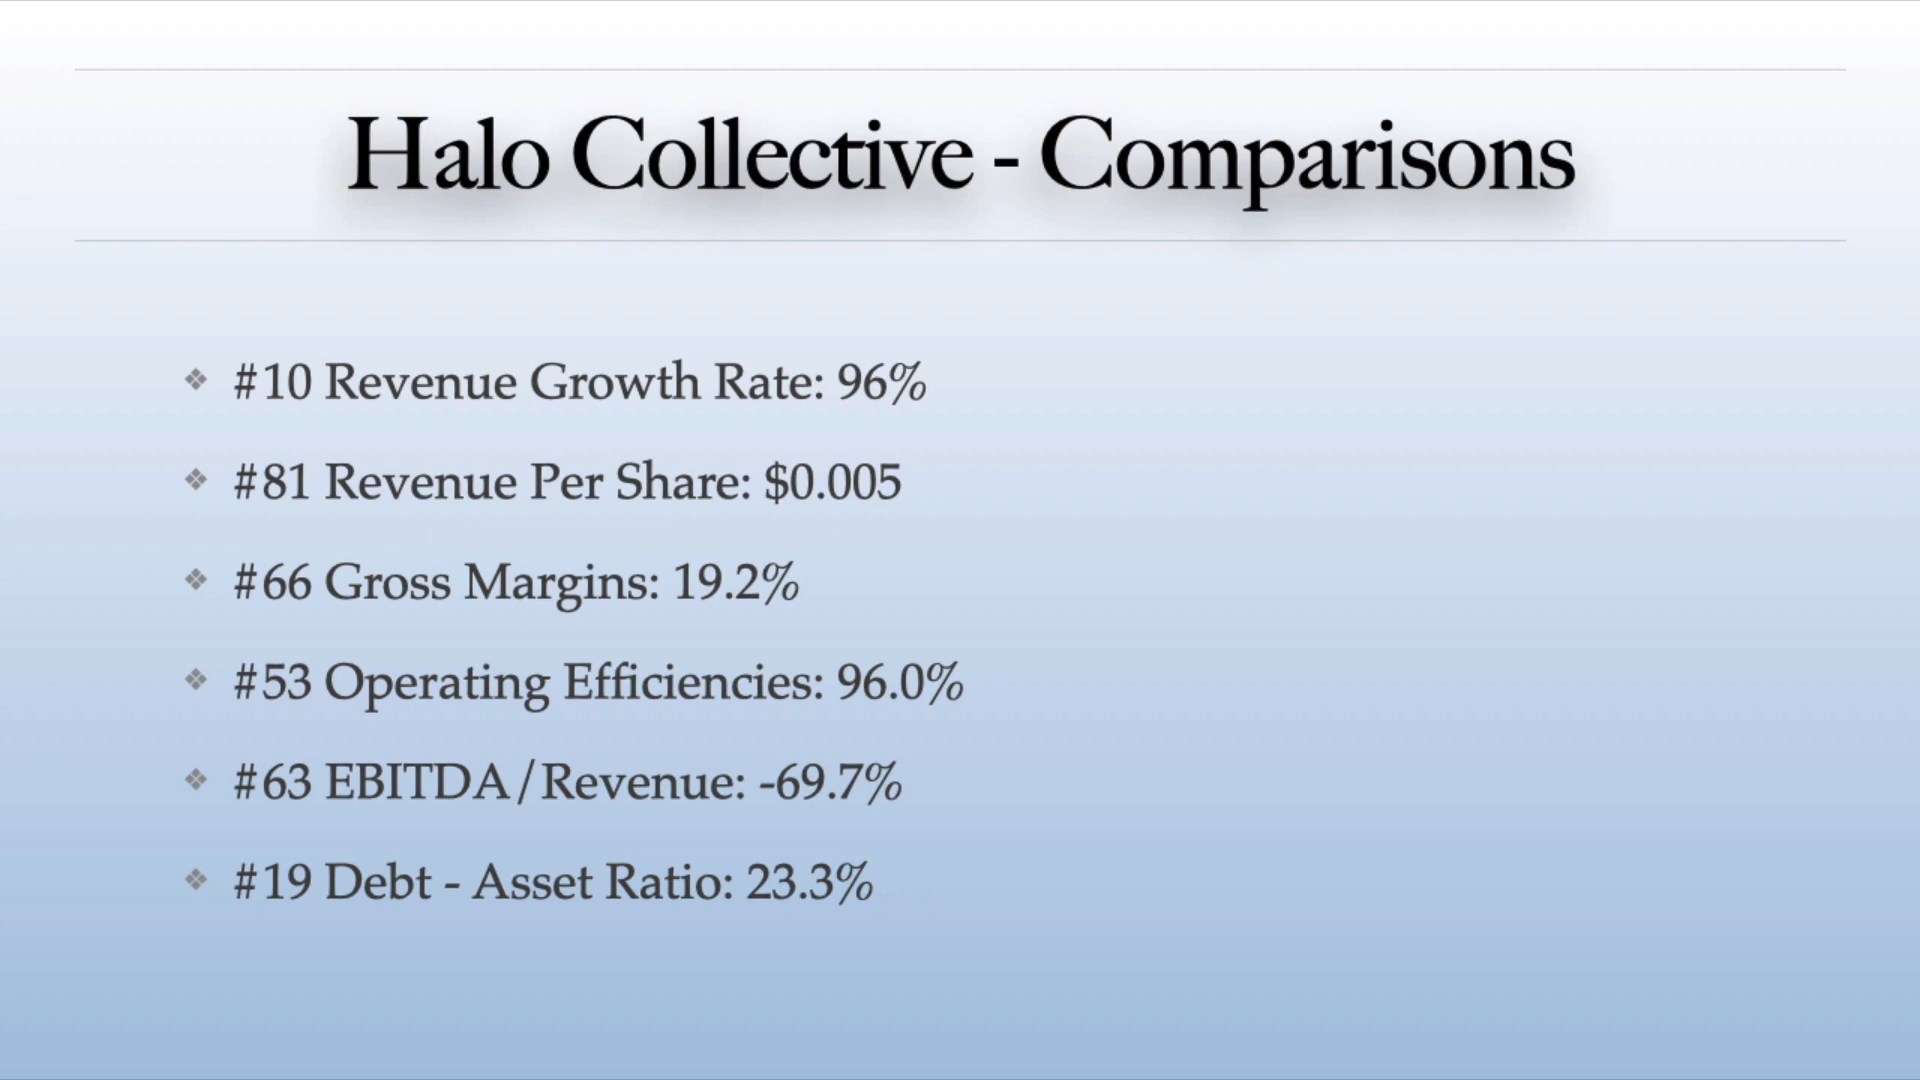 Halo Collective - Comparisons
❖ #10 Revenue Growth Rate: 96%
❖ #81 Revenue Per Share: $0.005
❖ #66 Gross Margins: 19.2%
❖ #53 Operating Efficiencies: 96.0%
❖ #63 EBITDA/Revenue: -69.7%
❖ #19 Debt - Asset Ratio: 23.3%